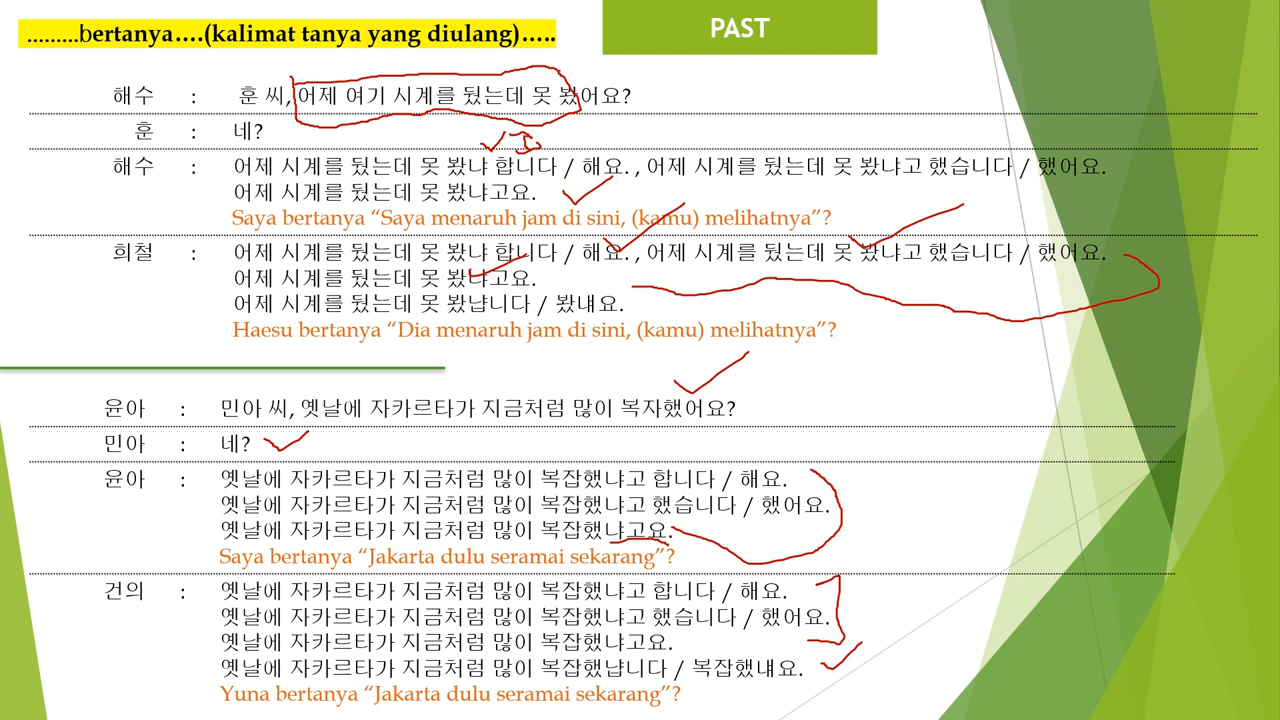 .........bertanya....(kalimat tanya yang diulang).....
PAST
해수 : 훈 씨, 어제 여기 시계를 뒀는데 못 봤어요?
훈 : 네?
고
해수 : 어제 시계를 뒀는데 못 봤냐 합니다 / 해요. , 어제 시계를 뒀는데 못 봤냐고 했습니다 / 했어요.
어제 시계를 뒀는데 못 봤냐고요.
Saya bertanya “Saya menaruh jam di sini, (kamu) melihatnya”?
희철 : 어제 시계를 뒀는데 못 봤냐 합니다 / 해요. , 어제 시계를 뒀는데 못 봤냐고 했습니다 / 했어요.
어제 시계를 뒀는데 못 봤냐고요.
어제 시계를 뒀는데 못 봤냡니다 / 봤냬요.
Haesu bertanya “Dia menaruh jam di sini, (kamu) melihatnya”?
윤아 : 민아 씨, 옛날에 자카르타가 지금처럼 많이 복자했어요?
민아 : 네?
윤아 : 옛날에 자카르타가 지금처럼 많이 복잡했냐고 합니다 / 해요.
옛날에 자카르타가 지금처럼 많이 복잡했냐고 했습니다 / 했어요.
옛날에 자카르타가 지금처럼 많이 복잡했냐고요.
Saya bertanya “Jakarta dulu seramai sekarang”?
건의 : 옛날에 자카르타가 지금처럼 많이 복잡했냐고 합니다 / 해요.
옛날에 자카르타가 지금처럼 많이 복잡했냐고 했습니다 / 했어요.
옛날에 자카르타가 지금처럼 많이 복잡했냐고요.
옛날에 자카르타가 지금처럼 많이 복잡했냡니다 / 복잡했냬요.
Yuna bertanya “Jakarta dulu seramai sekarang”?